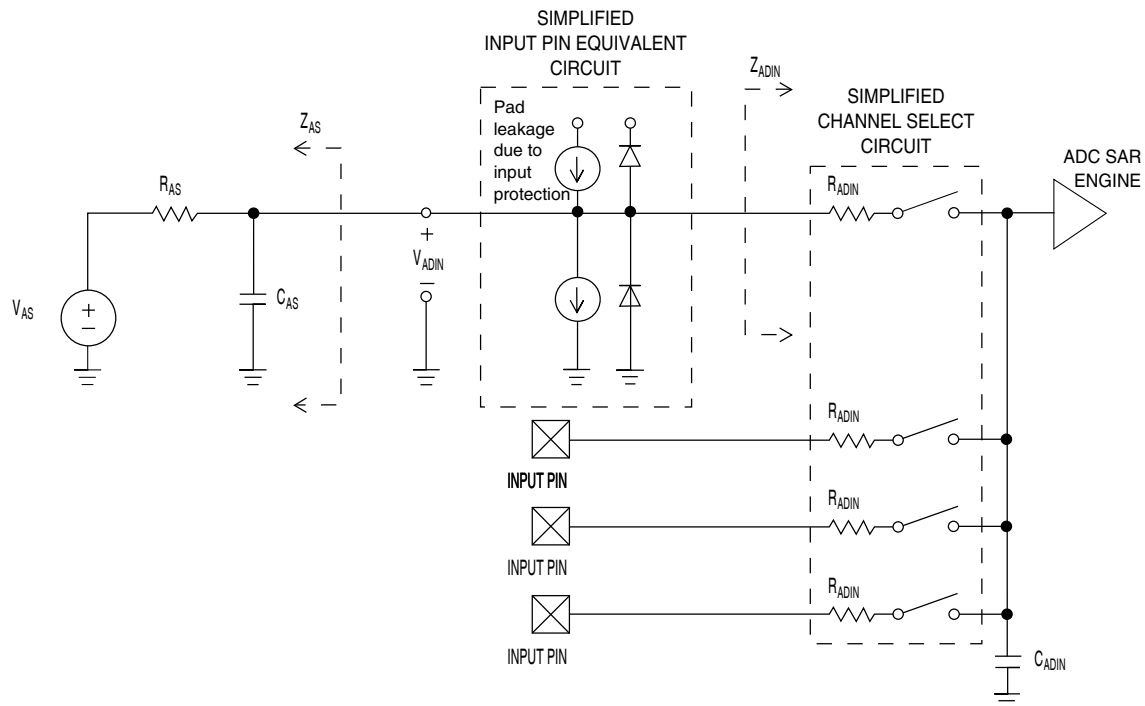 SIMPLIFIED
INPUT PIN EQUIVALENT
CIRCUIT
Pad
leakage
due to
input
protection
ZAS
RAS
VAS
+
−
CAS
+
VADIN
−
ZADIN
SIMPLIFIED
CHANNEL SELECT
CIRCUIT
RADIN
ADC SAR
ENGINE
RADIN
INPUT PIN
RADIN
INPUT PIN
RADIN
INPUT PIN
CADIN